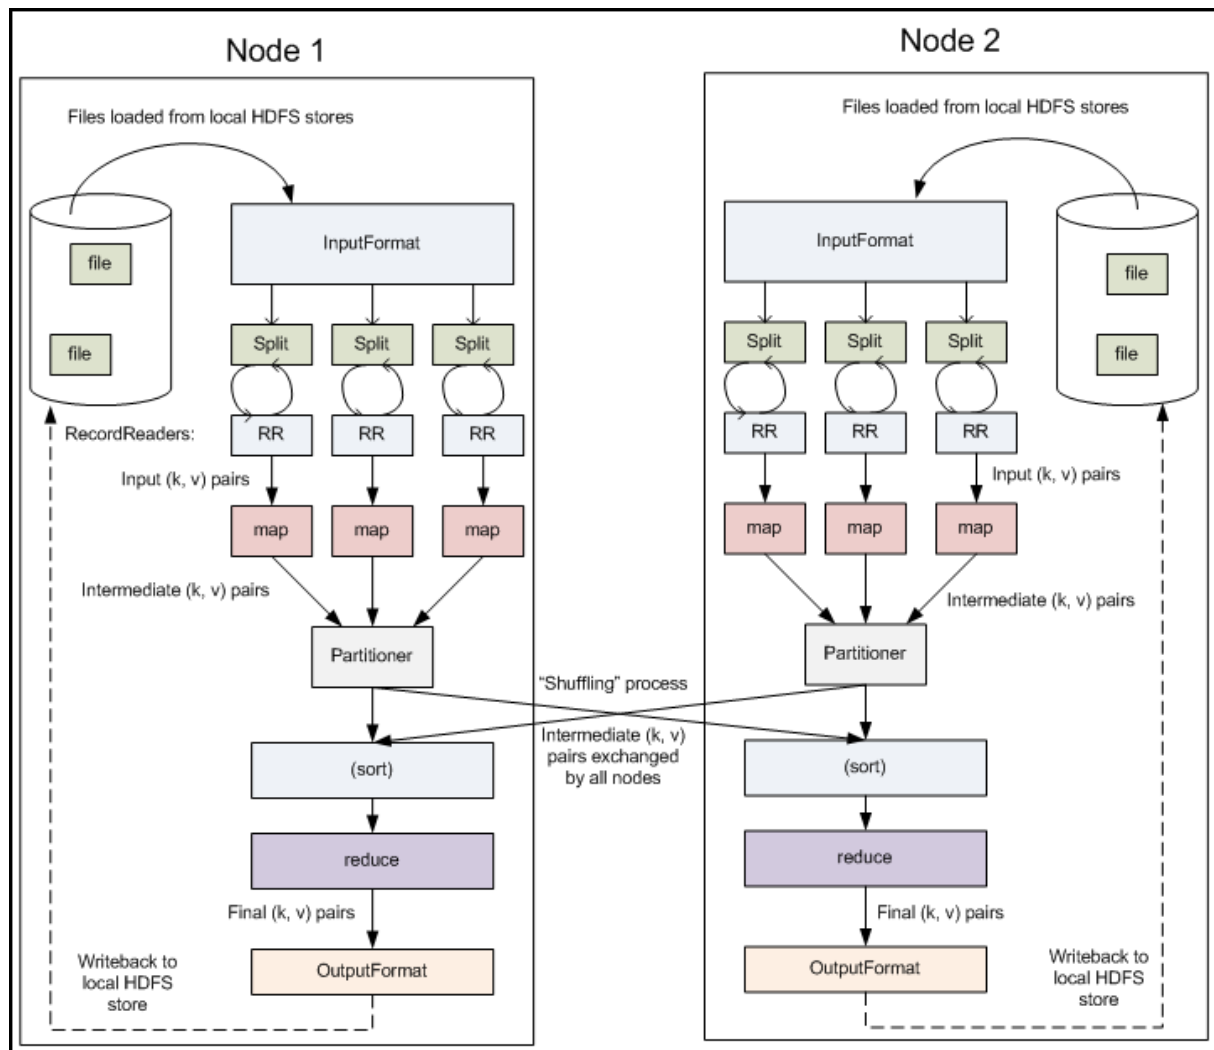 Node 1
Files loaded from local HDFS stores
InputFormat
file
file
Split
Split
Split
RecordReaders:
RR
RR
RR
Input (k, v) pairs
map
map
map
Intermediate (k, v) pairs
Partitioner
(sort)
reduce
Final (k, v) pairs
OutputFormat
Writeback to
local HDFS
store
“Shuffling” process
Intermediate (k, v)
pairs exchanged
by all nodes
Node 2
Files loaded from local HDFS stores
InputFormat
file
file
Split
Split
Split
RR
RR
RR
Input (k, v) pairs
map
map
map
Intermediate (k, v) pairs
Partitioner
(sort)
reduce
Final (k, v) pairs
OutputFormat
Writeback to
local HDFS
store